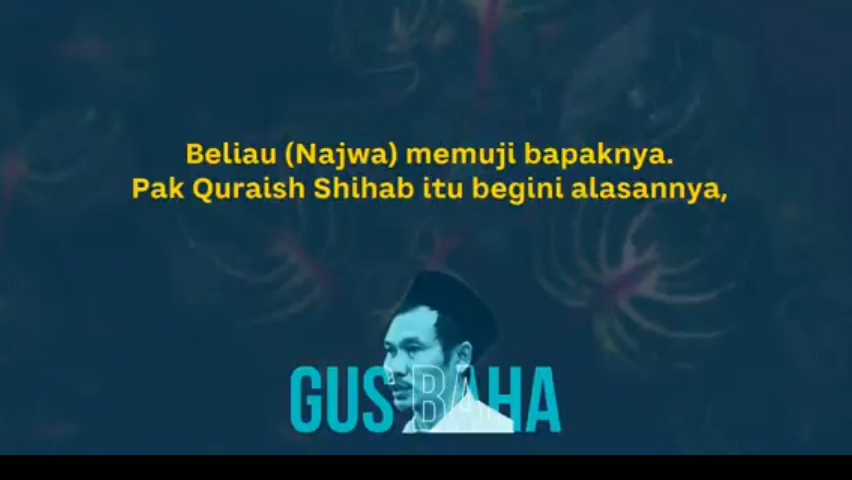 Beliau (Najwa) memuji bapaknya.
Pak Quraish Shihab itu begini alasannya,
GUS BAHA